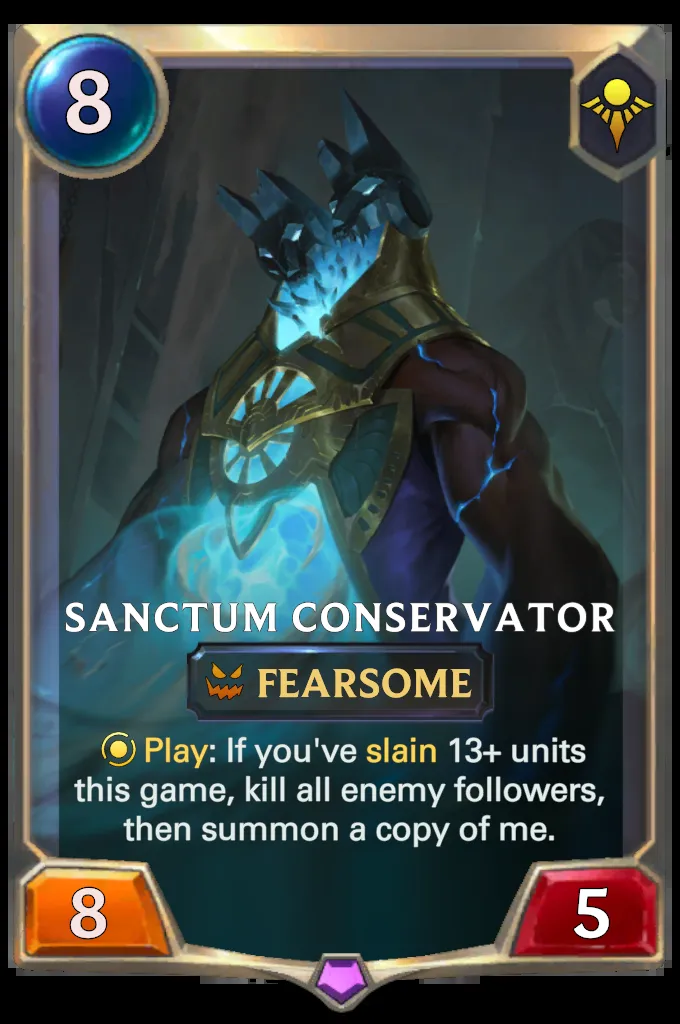 8
SANCTUM CONSERVATOR
FEARSOME
Play: If you've slain 13+ units
this game, kill all enemy followers,
then summon a copy of me.
8
5